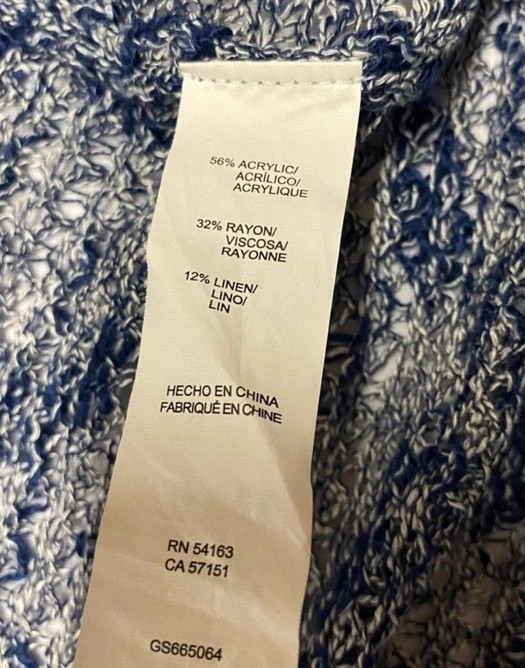 56% ACRYLIC/
ACRÍLICO/
ACRYLIQUE
32% RAYON/
VISCOSA/
RAYONNE
12% LINEN/
LINO/
LIN
HECHO EN CHINA
FABRIQUÉ EN CHINE
RN 54163
CA 57151
GS665064